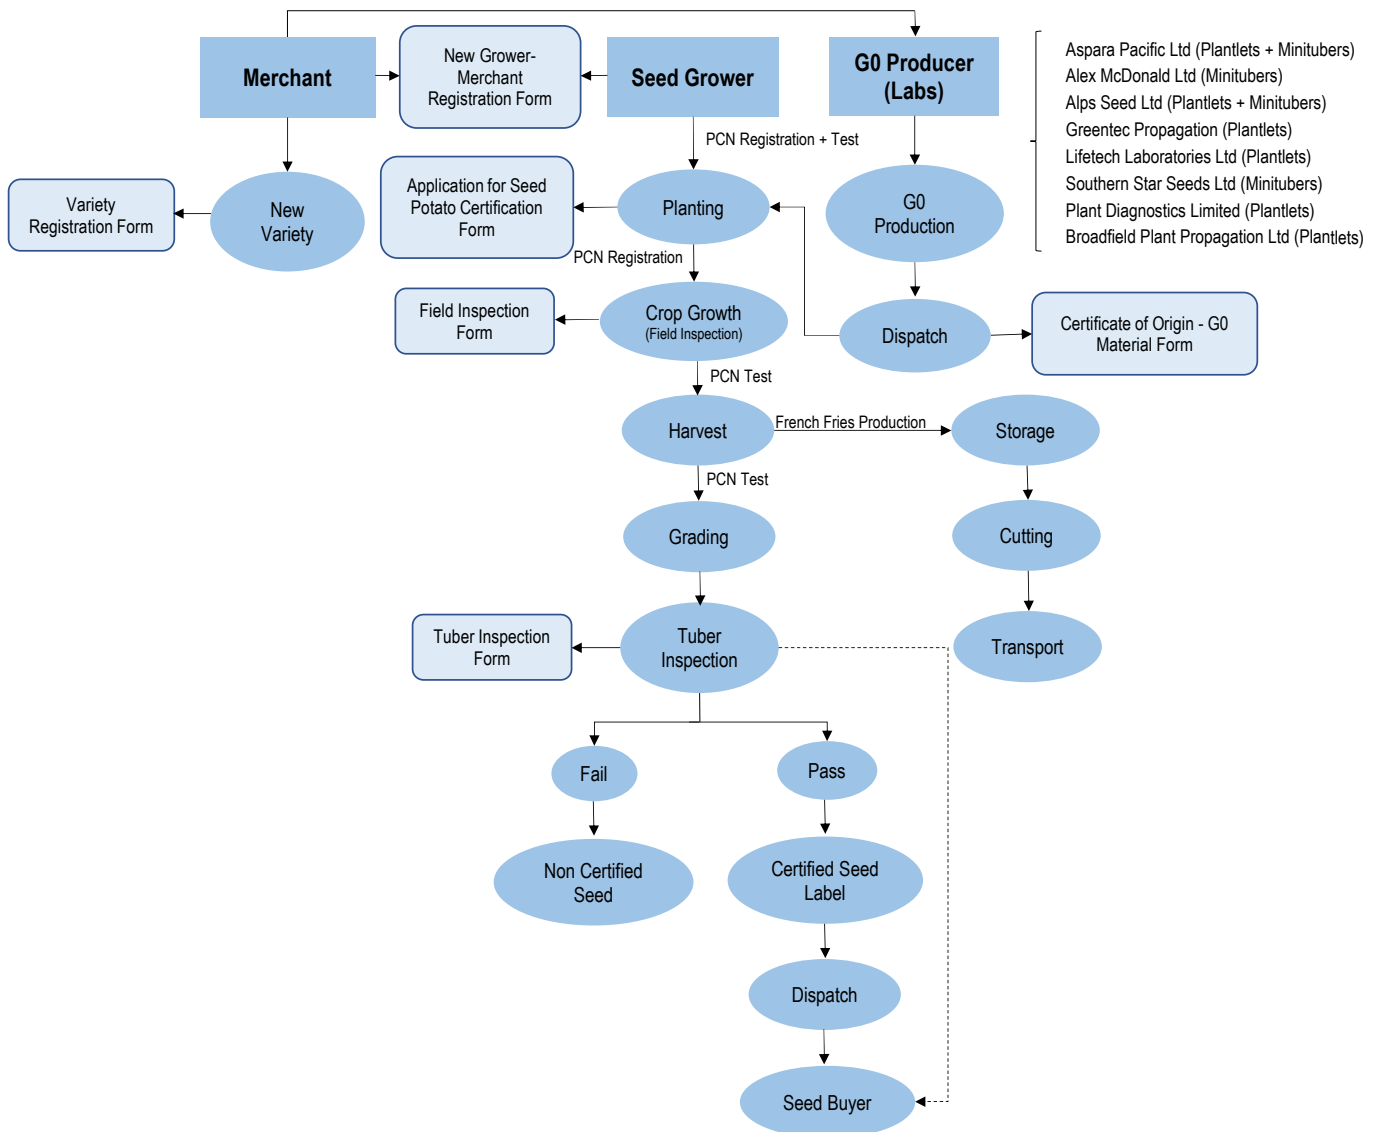 Merchant
New Grower-
Merchant
Registration Form
Seed Grower
G0 Producer
(Labs)
Aspara Pacific Ltd (Plantlets + Minitubers)
Alex McDonald Ltd (Minitubers)
Alps Seed Ltd (Plantlets + Minitubers)
Greentec Propagation (Plantlets)
Lifetech Laboratories Ltd (Plantlets)
Southern Star Seeds Ltd (Minitubers)
Plant Diagnostics Limited (Plantlets)
Broadfield Plant Propagation Ltd (Plantlets)
PCN Registration + Test
Variety
Registration Form
New
Variety
Application for Seed
Potato Certification
Form
Planting
G0
Production
PCN Registration
Field Inspection
Form
Crop Growth
(Field Inspection)
Dispatch
Certificate of Origin - G0
Material Form
PCN Test
Harvest
French Fries Production
Storage
PCN Test
Grading
Cutting
Tuber Inspection
Form
Tuber
Inspection
Transport
Fail
Pass
Non Certified
Seed
Certified Seed
Label
Dispatch
Seed Buyer